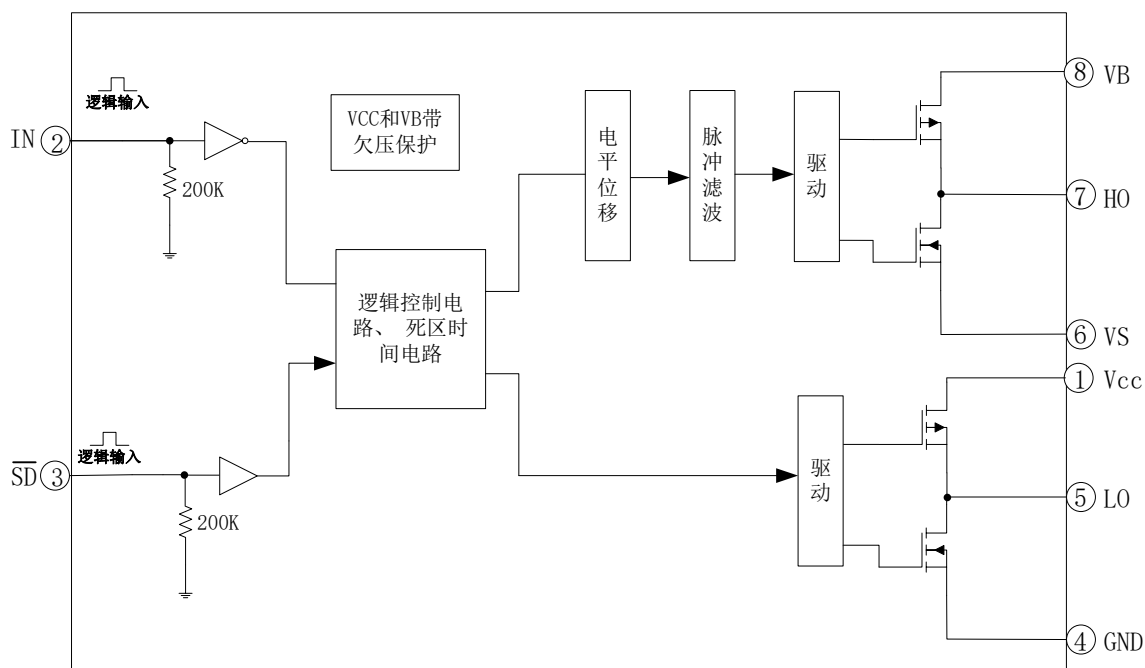 逻辑输入
IN ②
200K
VCC和VB带
欠压保护
电平位移
脉冲滤波
驱动
⑧ VB
⑦ HO
⑥ VS
逻辑控制电
路、 死区时
间电路
① Vcc
逻辑输入
S̅D̅ ③
200K
驱动
⑤ LO
④ GND